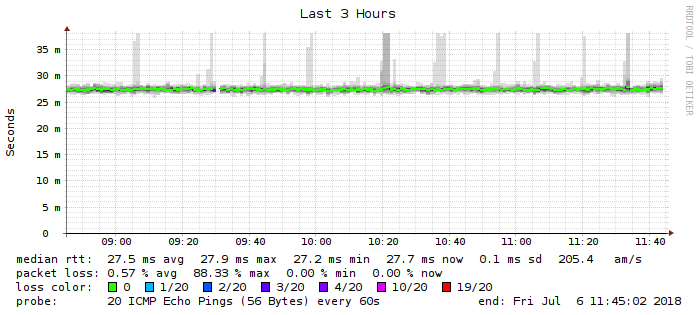 Last 3 Hours
RRDTOOL / TOBI OETIKER
Seconds
35 m
30 m
25 m
20 m
15 m
10 m
5 m
0
09:00 09:20 09:40 10:00 10:20 10:40 11:00 11:20 11:40
median rtt: 27.5 ms avg 27.9 ms max 27.2 ms min 27.7 ms now 0.1 ms sd 205.4 am/s
packet loss: 0.57 % avg 88.33 % max 0.00 % min 0.00 % now
loss color: 0 1/20 2/20 3/20 4/20 10/20 19/20
probe: 20 ICMP Echo Pings (56 Bytes) every 60s end: Fri Jul 6 11:45:02 2018